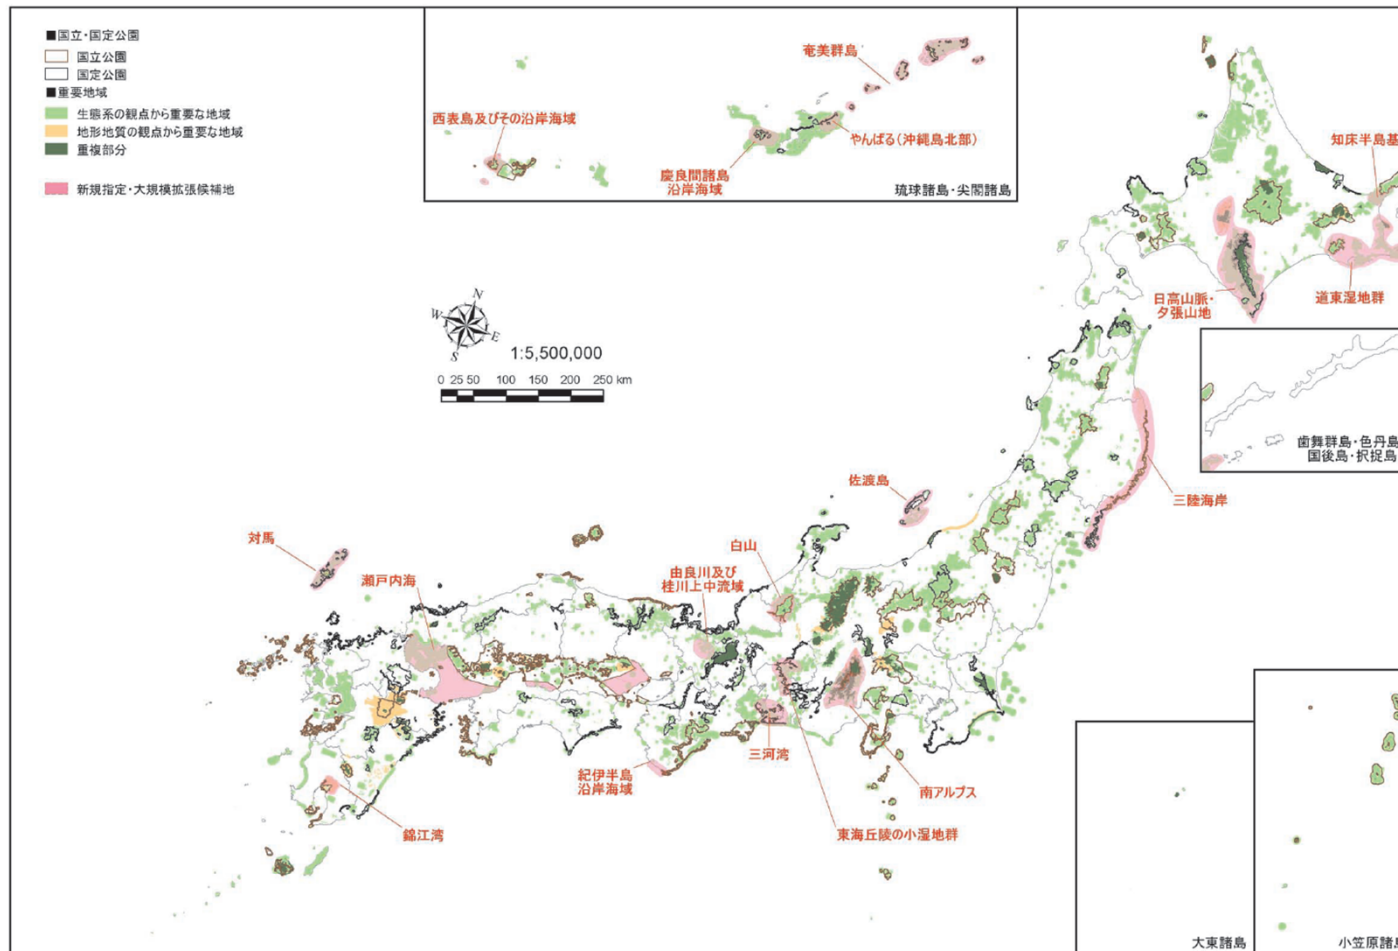 ■国立・国定公園
国立公園
国定公園
■重要地域
生態系の観点から重要な地域
地形地質の観点から重要な地域
重複部分
新規指定・大規模拡張候補地
奄美群島
西表島及びその沿岸海域
やんばる(沖縄島北部)
慶良間諸島
沿岸海域
琉球諸島・尖閣諸島
知床半島基
日高山脈・
夕張山地
道東湿地群
N
W
E
S
1:5,500,000
0 25 50 100 150 200 250 km
歯舞群島・色丹島
国後島・択捉島
三陸海岸
佐渡島
対馬
白山
瀬戸内海
由良川及び
桂川上中流域
三河湾
紀伊半島
沿岸海域
南アルプス
錦江湾
東海丘陵の小湿地群
大東諸島
小笠原諸